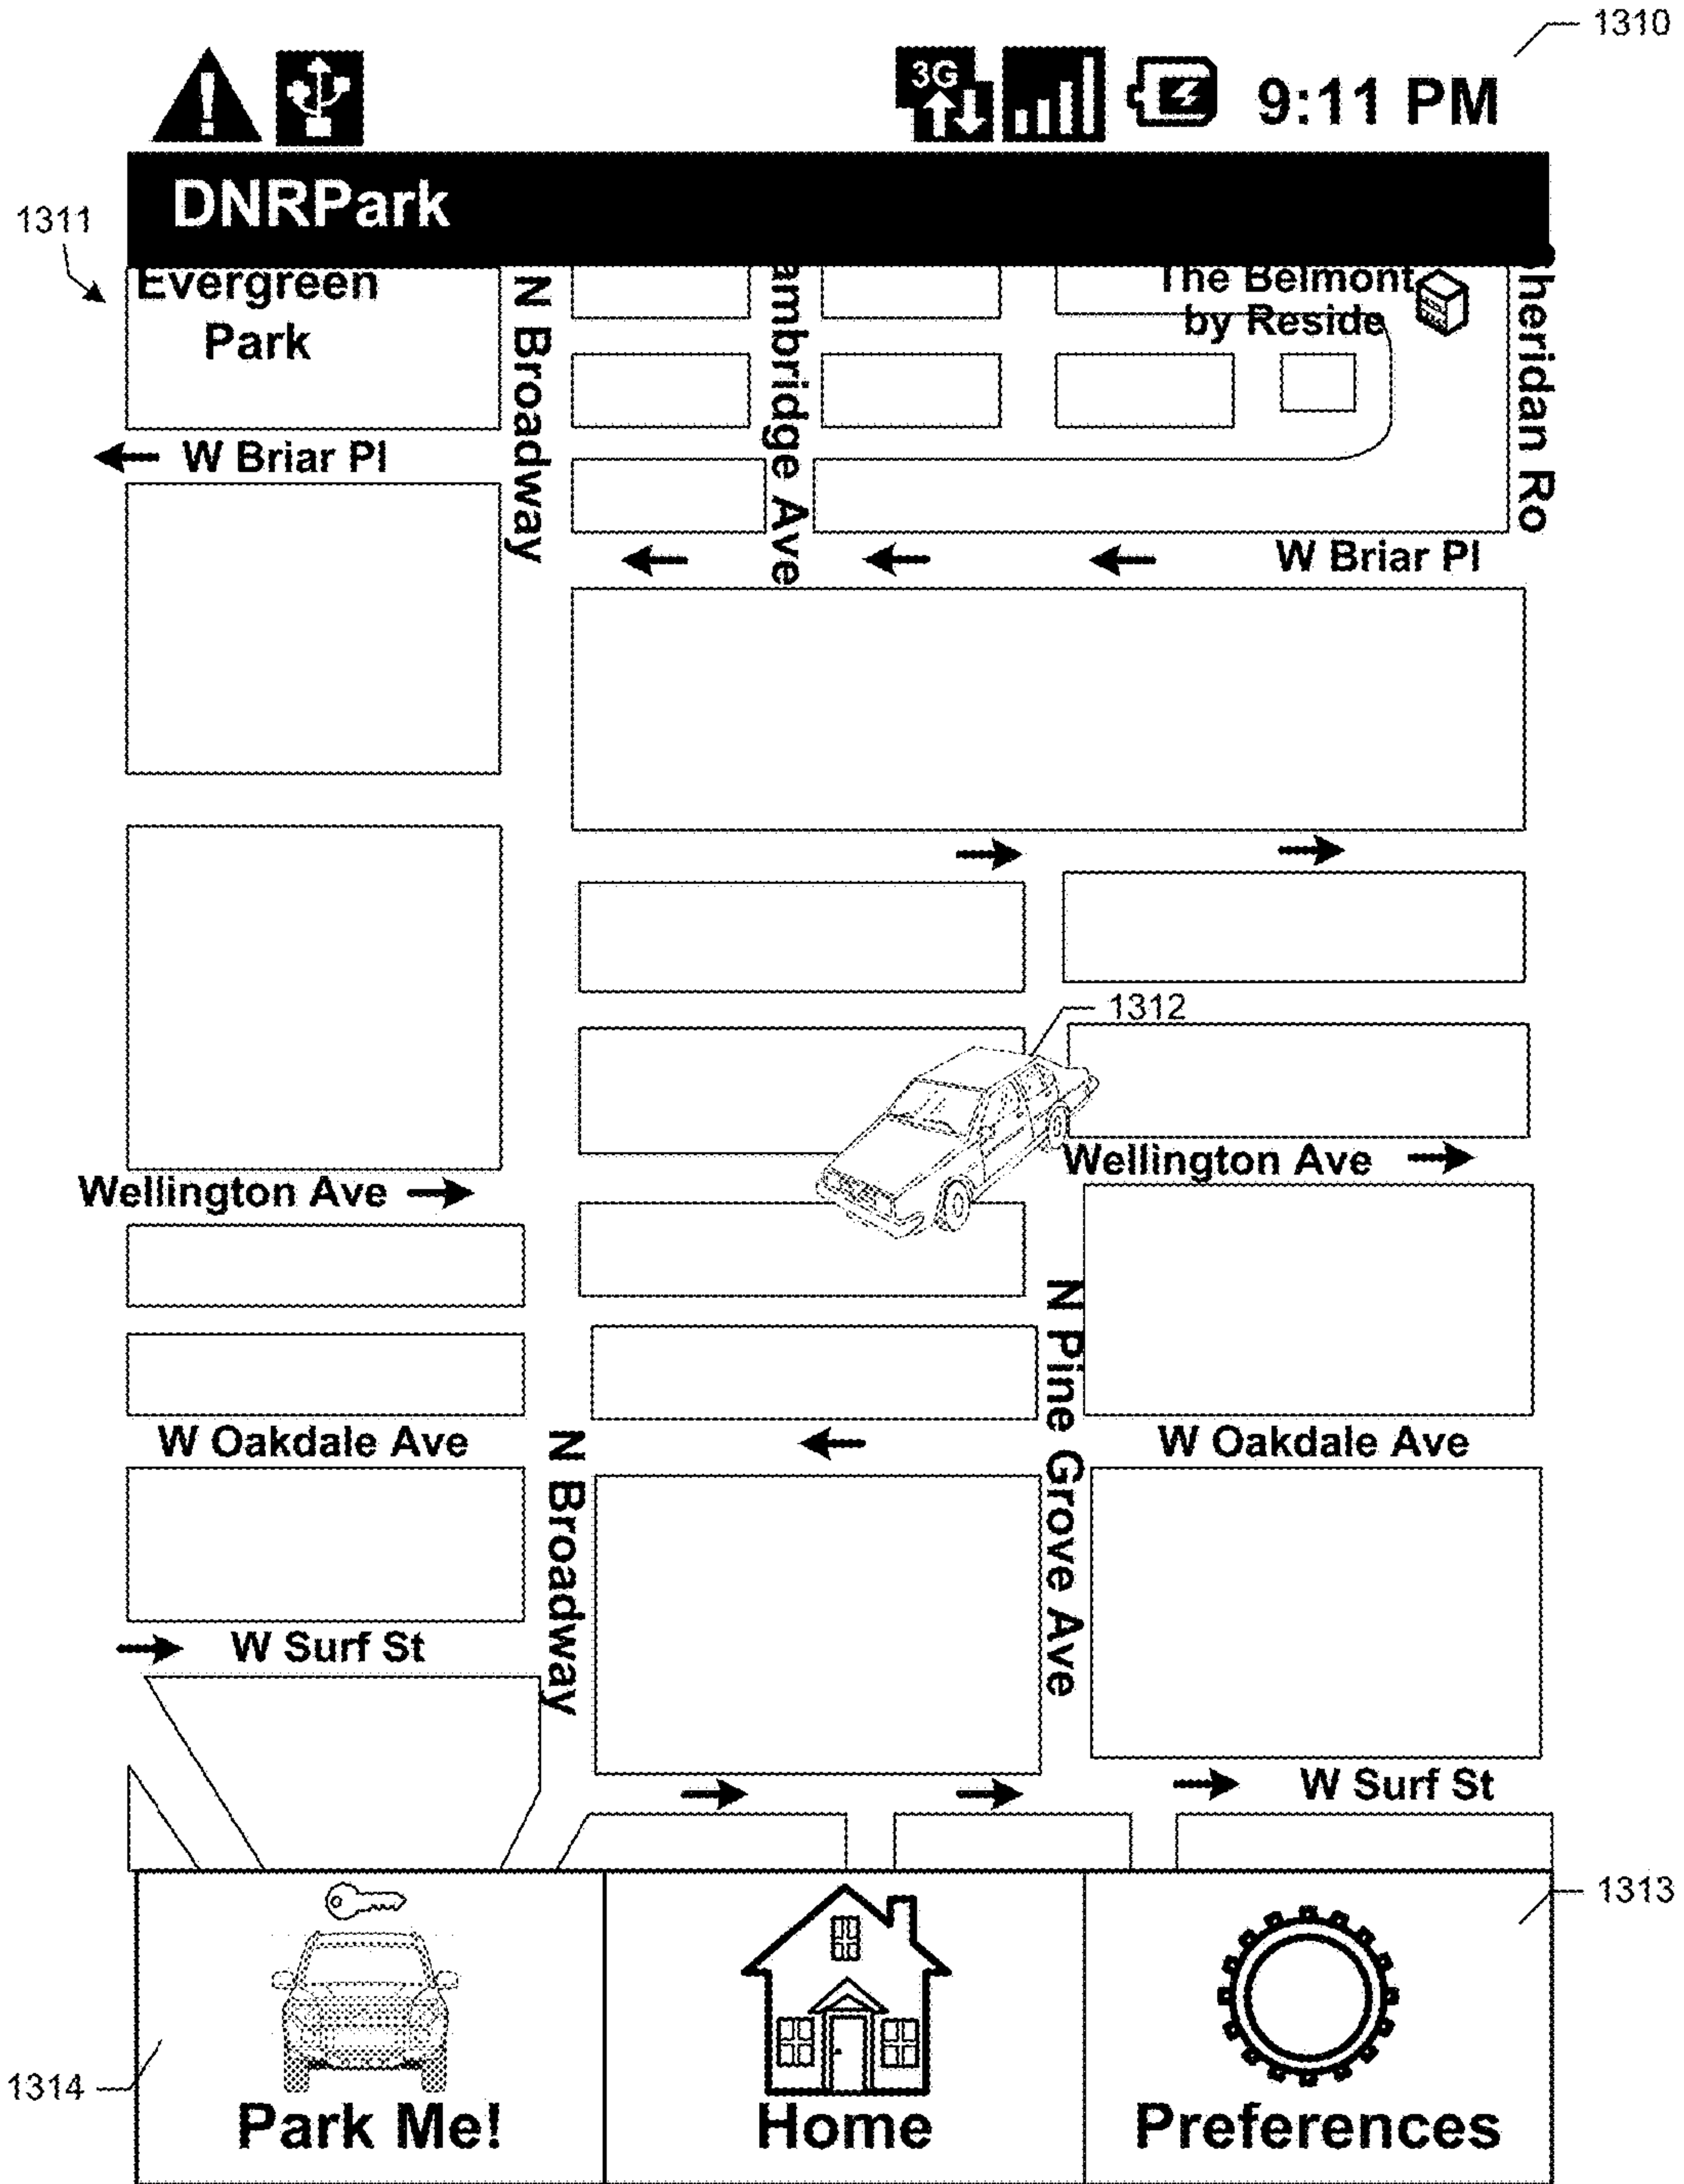 1310
3G
9:11 PM
DNRPark
1311
Evergreen
Park
N Broadway
ambridge Ave
The Belmont
by Reside
heridan Ro
W Briar Pl
W Briar Pl
1312
Wellington Ave
Wellington Ave
N Pine Grove Ave
W Oakdale Ave
W Oakdale Ave
N Broadway
W Surf St
W Surf St
1313
1314
Park Me!
Home
Preferences